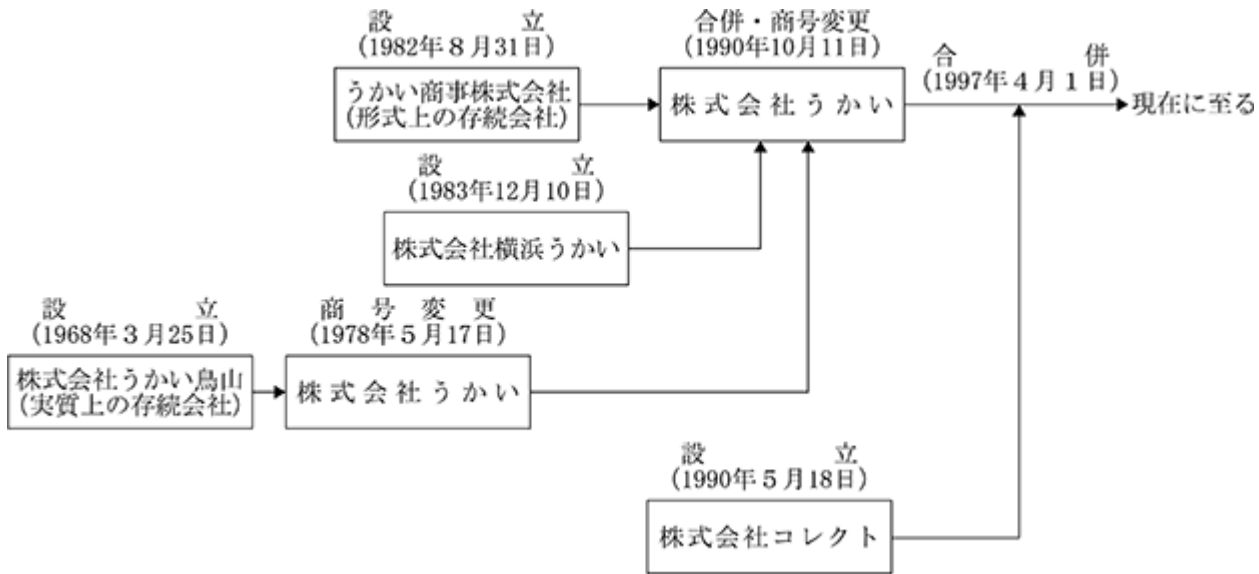 設立
(1982年8月31日)
うかい商事株式会社
(形式上の存続会社)
合併・商号変更
(1990年10月11日)
株式会社うかい
合併
(1997年4月1日)
現在に至る
設立
(1983年12月10日)
株式会社横浜うかい
設立
(1968年3月25日)
株式会社うかい鳥山
(実質上の存続会社)
商号変更
(1978年5月17日)
株式会社うかい
設立
(1990年5月18日)
株式会社コレクト